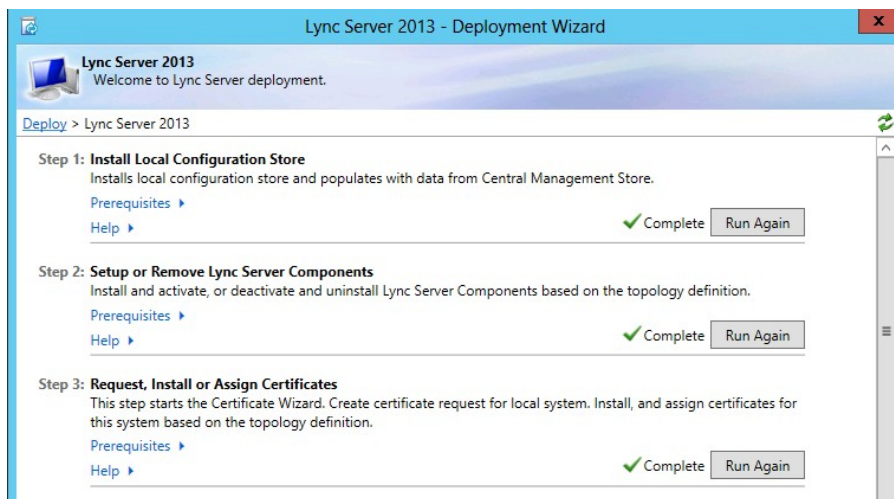 Lync Server 2013 - Deployment Wizard
x
Lync Server 2013
Welcome to Lync Server deployment.
Deploy > Lync Server 2013
Step 1: Install Local Configuration Store
Installs local configuration store and populates with data from Central Management Store.
Prerequisites
Help
Complete Run Again
Step 2: Setup or Remove Lync Server Components
Install and activate, or deactivate and uninstall Lync Server Components based on the topology definition.
Prerequisites
Help
Complete Run Again
Step 3: Request, Install or Assign Certificates
This step starts the Certificate Wizard. Create certificate request for local system. Install, and assign certificates for
this system based on the topology definition.
Prerequisites
Help
Complete Run Again